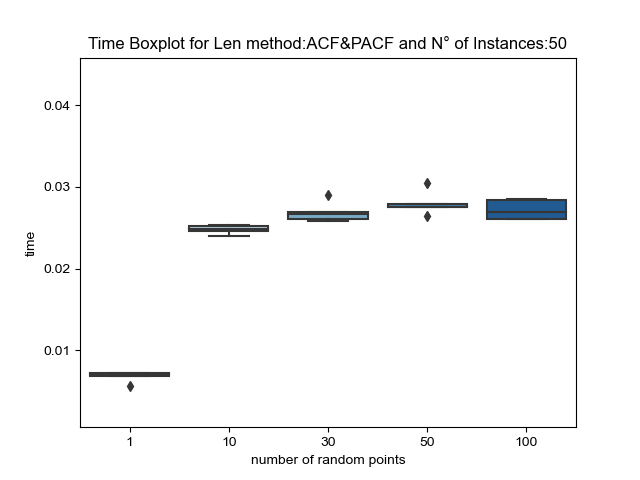 Time Boxplot for Len method:ACF&PACF and N° of Instances:50
0.04
0.03
0.02
0.01
time
1 10 30 50 100
number of random points